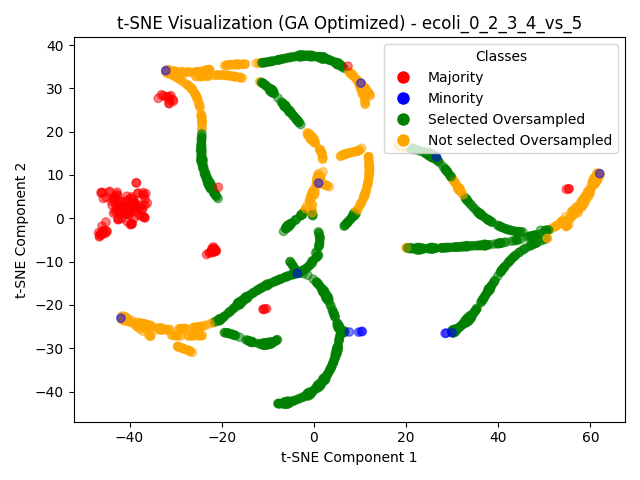 t-SNE Visualization (GA Optimized) - ecoli_0_2_3_4_vs_5
Classes
Majority
Minority
Selected Oversampled
Not selected Oversampled
t-SNE Component 2
40
30
20
10
0
−10
−20
−30
−40
−40
−20
0
20
40
60
t-SNE Component 1